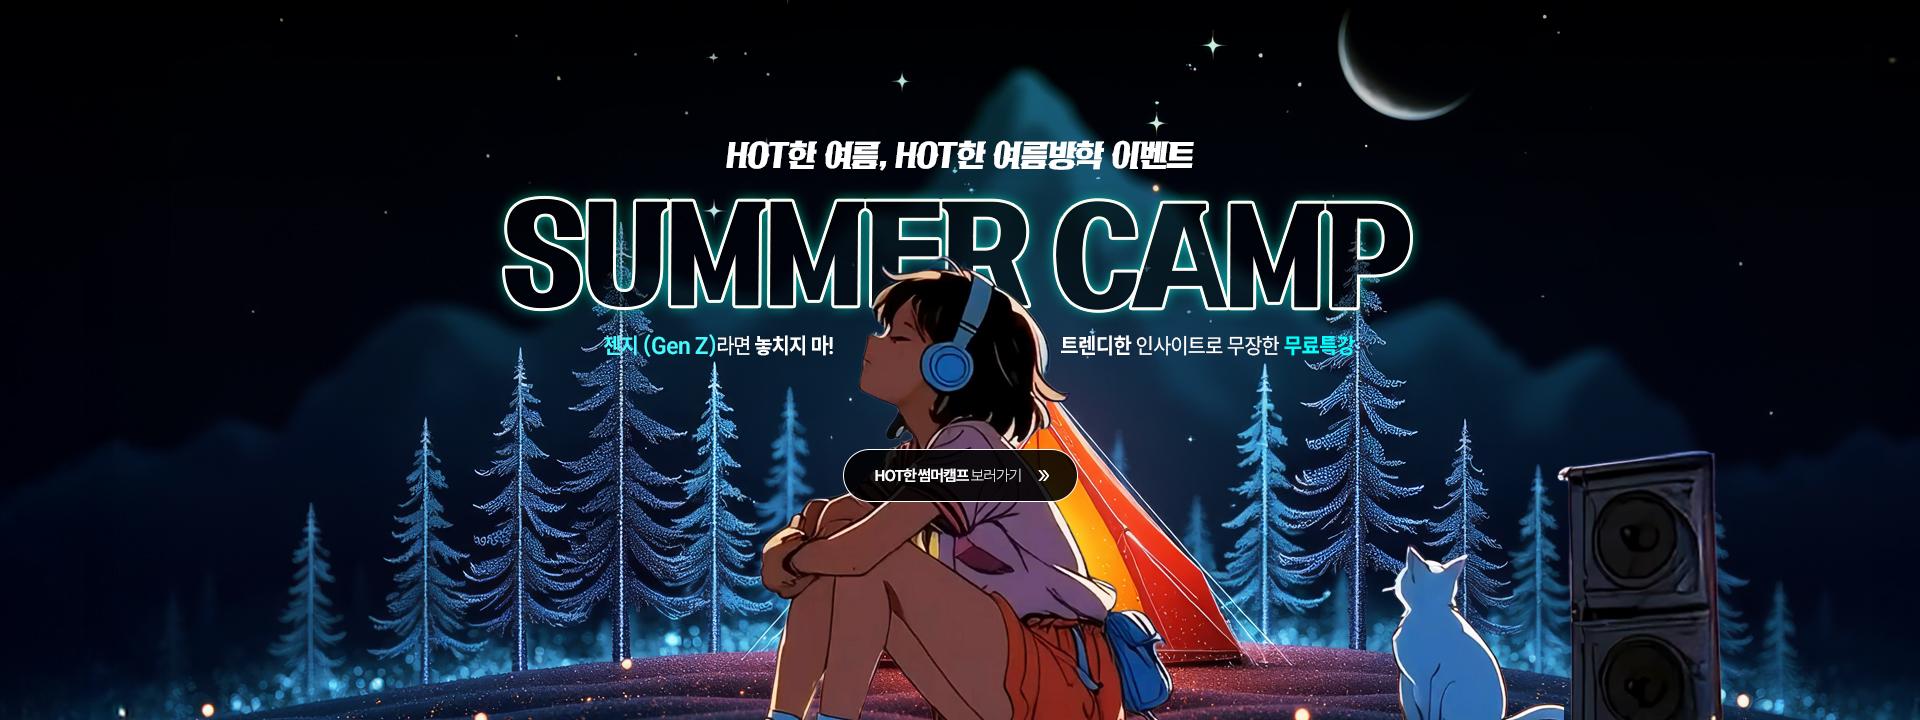 HOT한 여름, HOT한 여름방학 이벤트
SUMMER CAMP
젠지 (Gen Z)라면 놓치지 마!
트렌디한 인사이트로 무장한 무료특강
HOT한 썸머캠프 보러가기 »